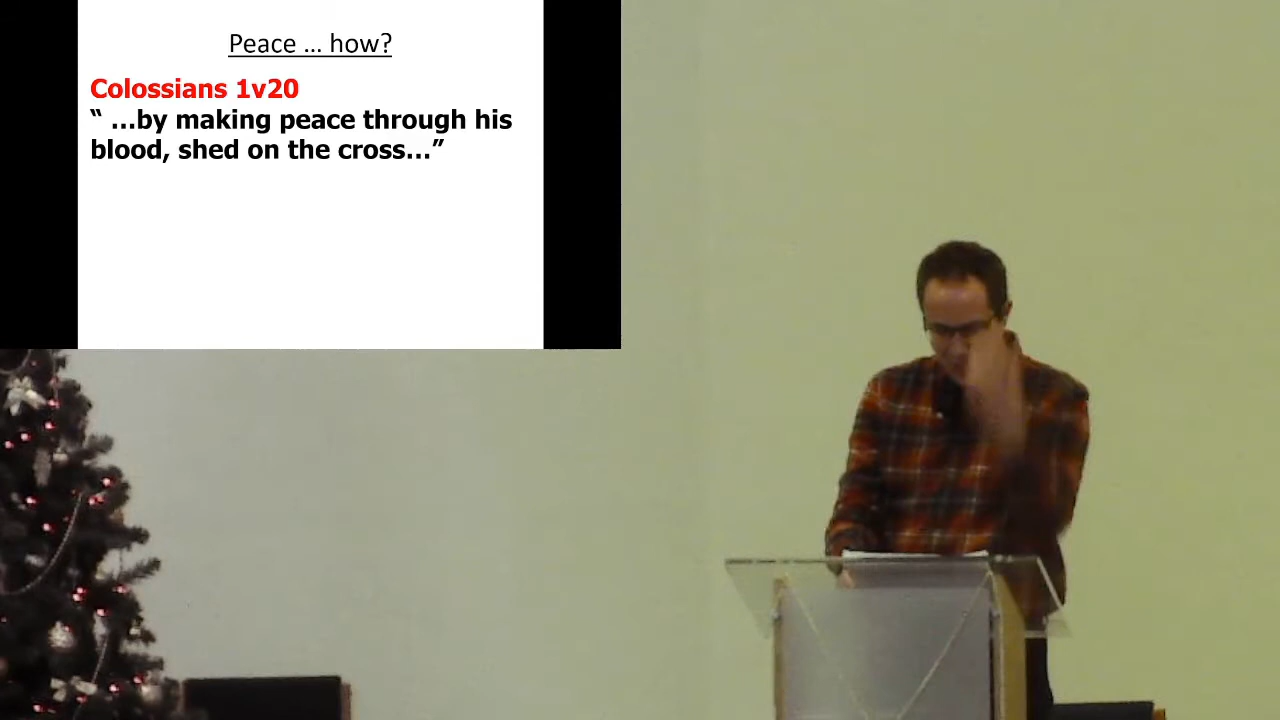 Peace ... how?
Colossians 1v20
“ ...by making peace through his
blood, shed on the cross...”